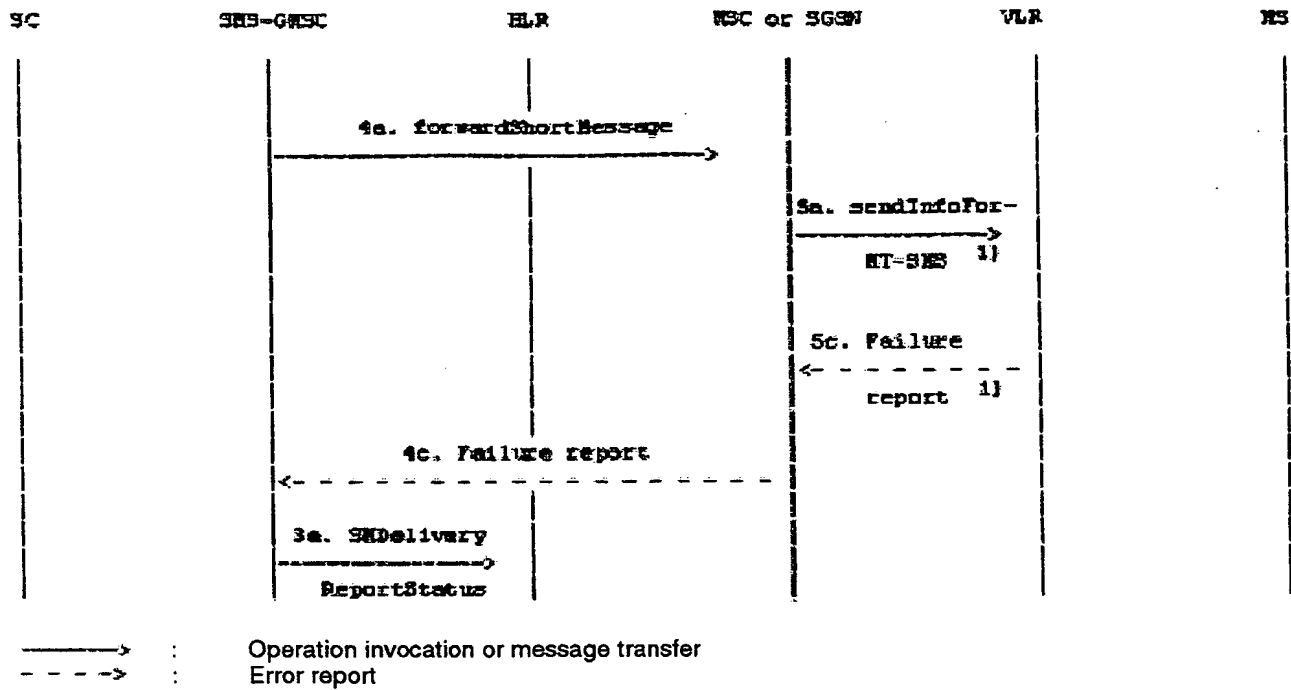 SC SMS-GMSC HLR MSC or SGSN VLR MS
4a. forwardShortMessage
5a. sendInfoFor-
MT-SMS 1)
5c. Failure
report 1)
4c. Failure report
3a. SMDelivery
ReportStatus
: Operation invocation or message transfer
: Error report